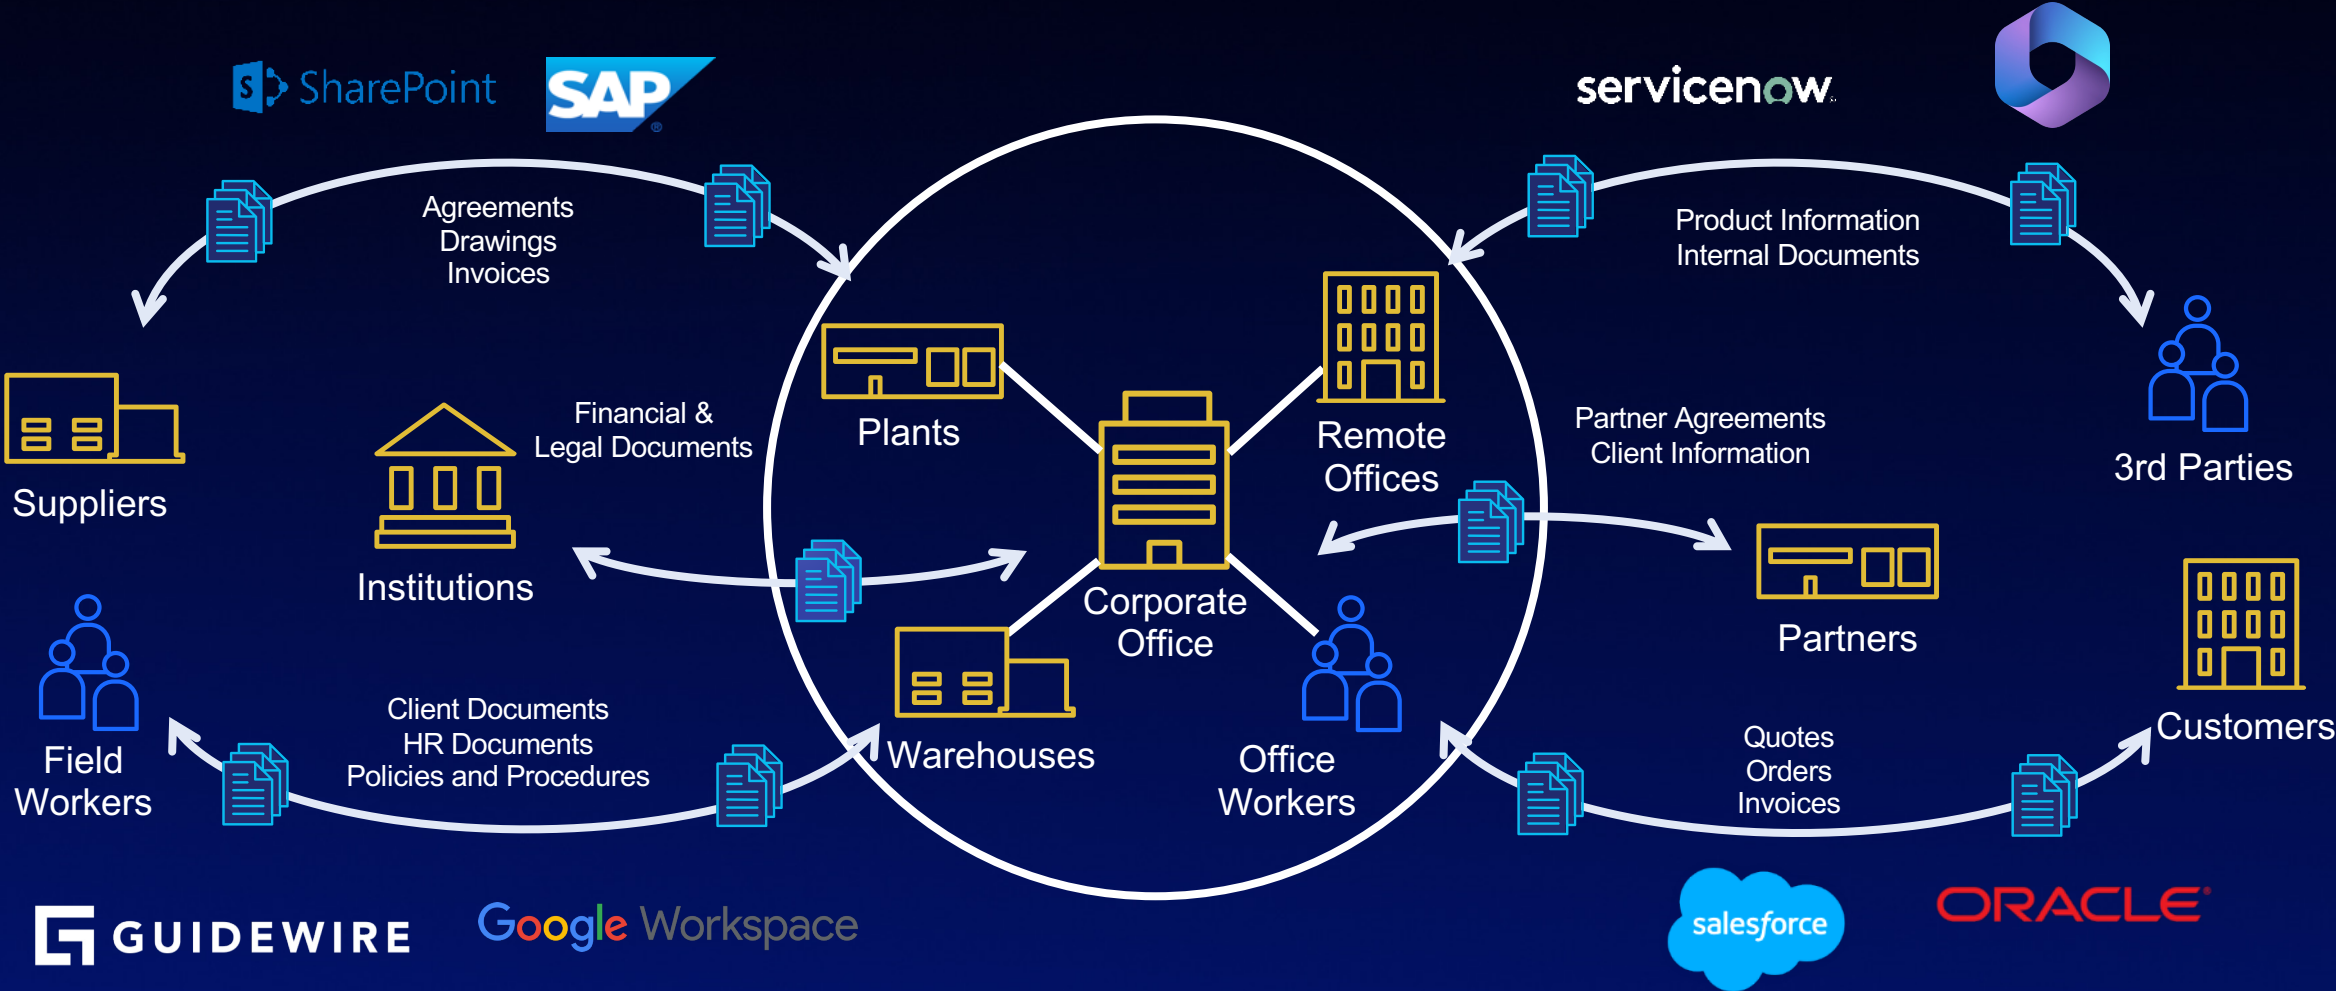 S SharePoint
SAP
®
servicenow.
Agreements
Drawings
Invoices
Product Information
Internal Documents
Plants
Financial &
Legal Documents
Remote
Offices
Partner Agreements
Client Information
3rd Parties
Suppliers
Institutions
Corporate
Office
Partners
Client Documents
HR Documents
Policies and Procedures
Field
Workers
Warehouses
Office
Workers
Quotes
Orders
Invoices
Customers
GUIDEWIRE
Google Workspace
salesforce
ORACLE®